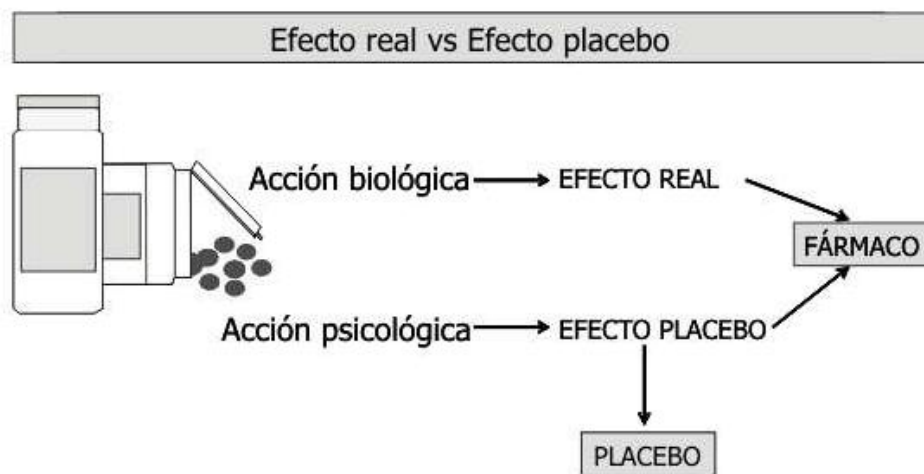 Efecto real vs Efecto placebo
Acción biológica
EFECTO REAL
FÁRMACO
Acción psicológica
EFECTO PLACEBO
PLACEBO